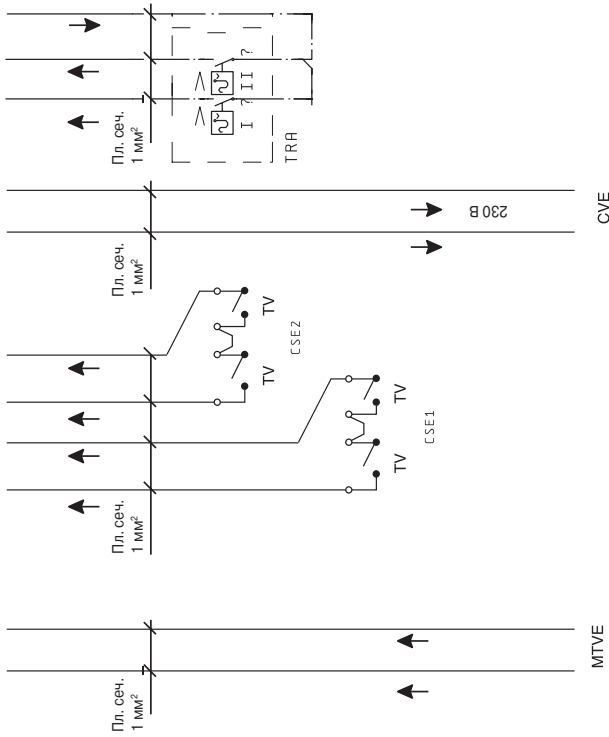 Пл. сеч.
1 мм²
I ?
II ?
TRA
Пл. сеч.
1 мм²
230 В
CVE
TV
TV
CSE2
TV
TV
CSE1
Пл. сеч.
1 мм²
Пл. сеч.
1 мм²
MTVE